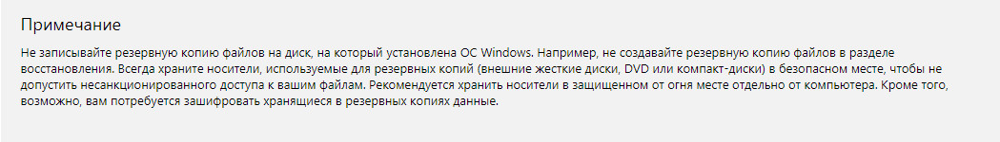 Примечание
Не записывайте резервную копию файлов на диск, на который установлена ОС Windows. Например, не создавайте резервную копию файлов в разделе
восстановления. Всегда храните носители, используемые для резервных копий (внешние жесткие диски, DVD или компакт-диски) в безопасном месте, чтобы не
допустить несанкционированного доступа к вашим файлам. Рекомендуется хранить носители в защищенном от огня месте отдельно от компьютера. Кроме того,
возможно, вам потребуется зашифровать хранящиеся в резервных копиях данные.